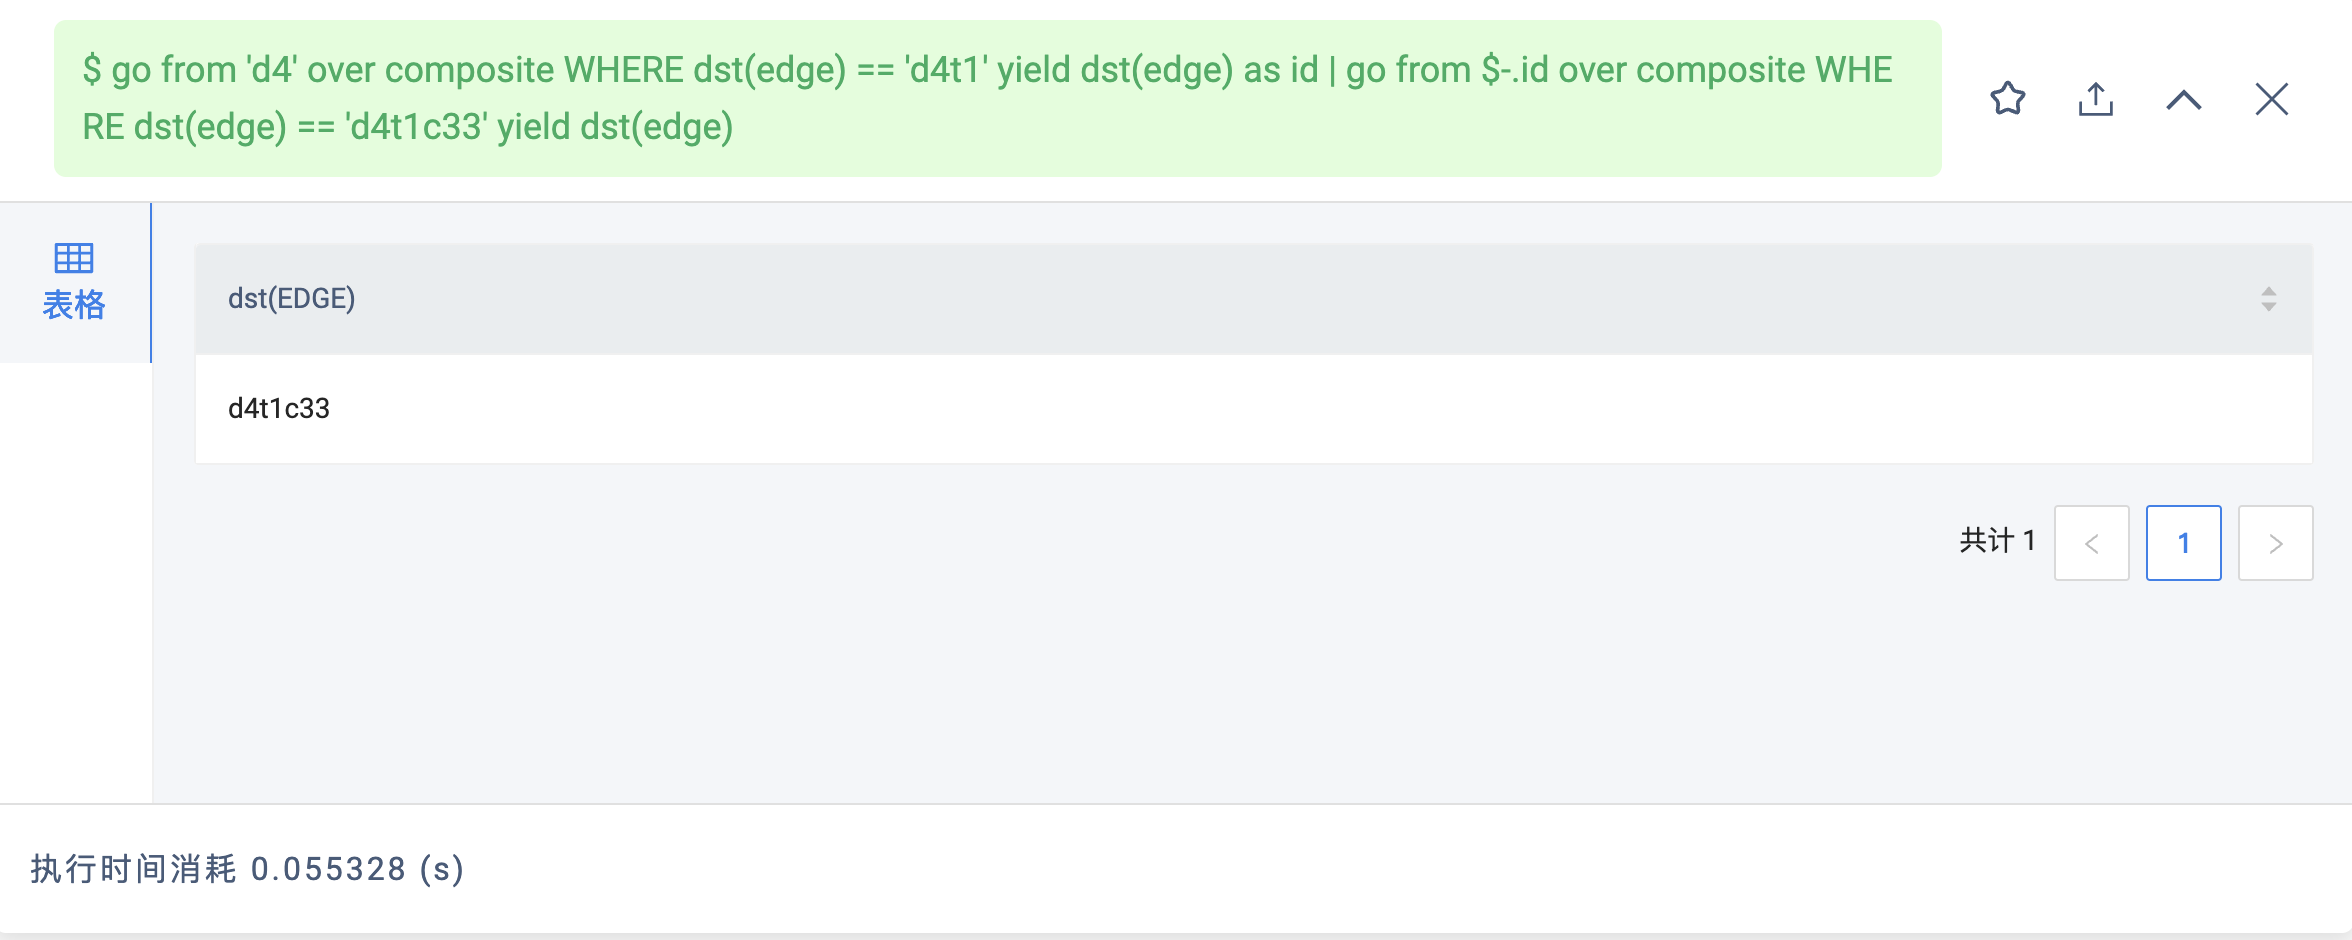 $ go from 'd4' over composite WHERE dst(edge) == 'd4t1' yield dst(edge) as id | go from $-.id over composite WHE
RE dst(edge) == 'd4t1c33' yield dst(edge)
表格
dst(EDGE)
d4t1c33
共计 1 < 1 >
执行时间消耗 0.055328 (s)